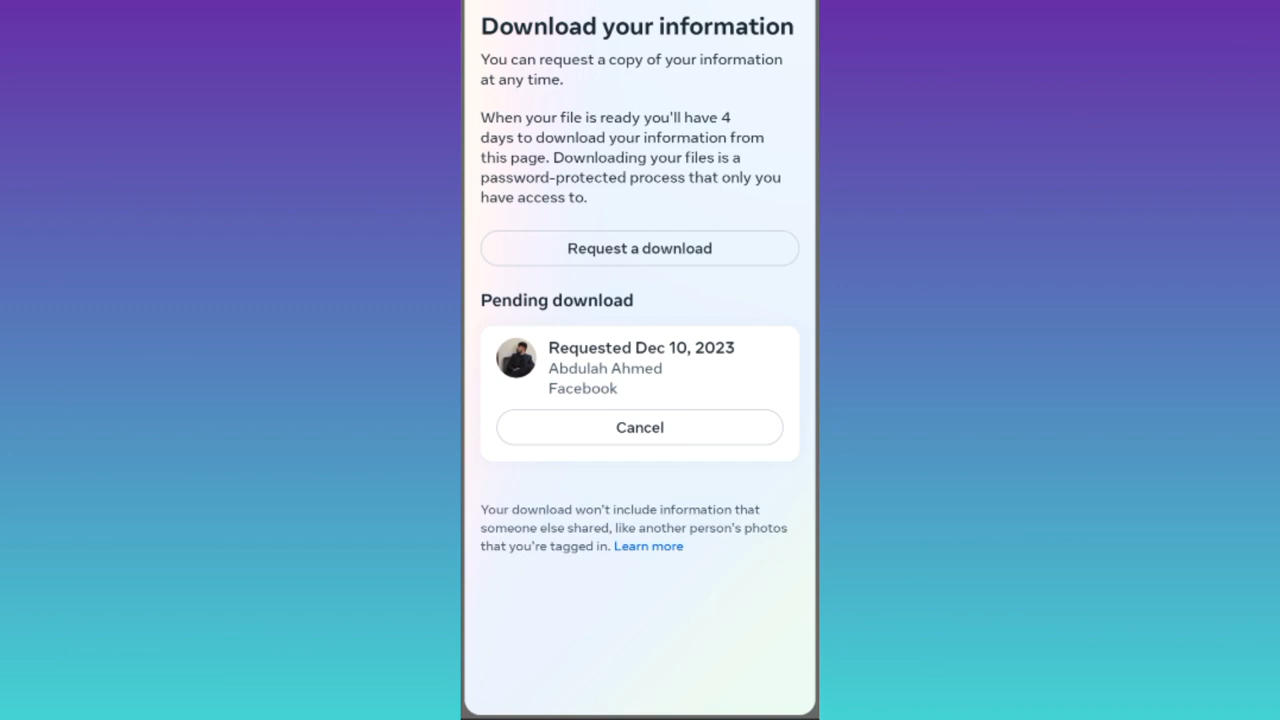 Download your information
You can request a copy of your information
at any time.
When your file is ready you'll have 4
days to download your information from
this page. Downloading your files is a
password-protected process that only you
have access to.
Request a download
Pending download
Requested Dec 10, 2023
Abdulah Ahmed
Facebook
Cancel
Your download won't include information that
someone else shared, like another person's photos
that you're tagged in. Learn more